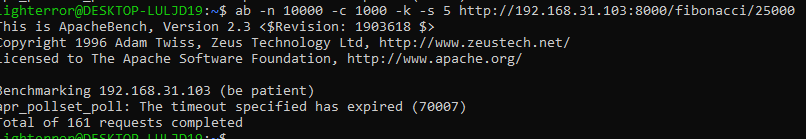 lighterror@DESKTOP-LULJD19:~$ ab -n 10000 -c 1000 -k -s 5 http://192.168.31.103:8000/fibonacci/25000
This is ApacheBench, Version 2.3 <$Revision: 1903618 $>
Copyright 1996 Adam Twiss, Zeus Technology Ltd, http://www.zeustech.net/
Licensed to The Apache Software Foundation, http://www.apache.org/

Benchmarking 192.168.31.103 (be patient)
apr_pollset_poll: The timeout specified has expired (70007)
Total of 161 requests completed
lighterror@DESKTOP-LULJD19:~$